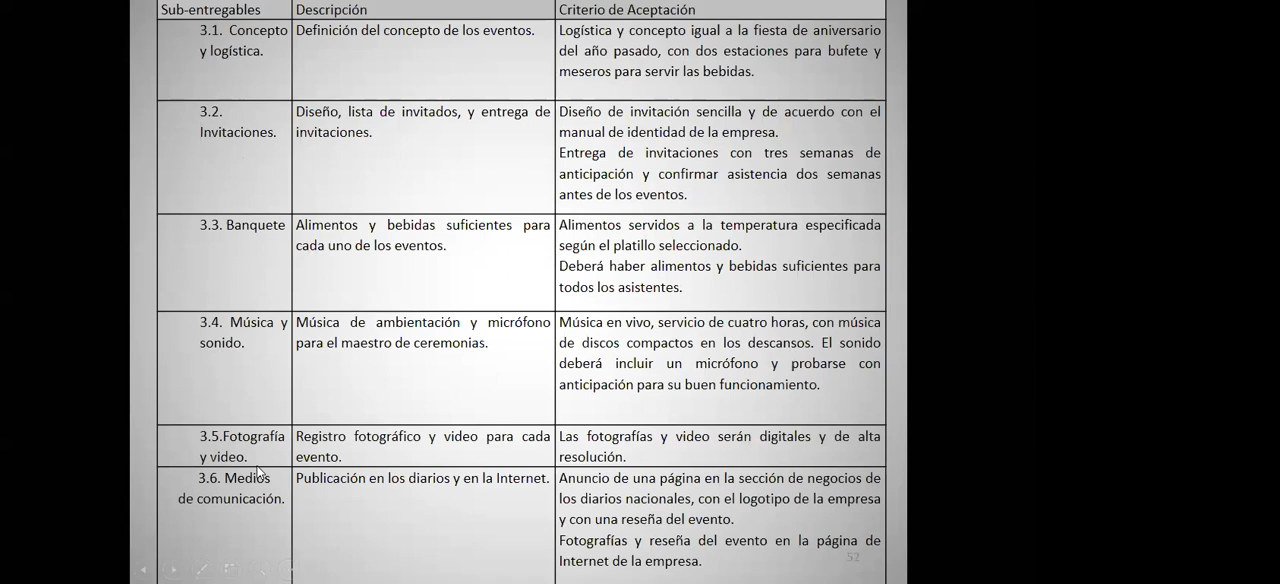 Sub-entregables Descripción Criterio de Aceptación
3.1. Concepto y logística.
Definición del concepto de los eventos.
Logística y concepto igual a la fiesta de aniversario
del año pasado, con dos estaciones para bufete y
meseros para servir las bebidas.
3.2.
Invitaciones.
Diseño, lista de invitados, y entrega de
invitaciones.
Diseño de invitación sencilla y de acuerdo con el
manual de identidad de la empresa.
Entrega de invitaciones con tres semanas de
anticipación y confirmar asistencia dos semanas
antes de los eventos.
3.3. Banquete
Alimentos y bebidas suficientes para
cada uno de los eventos.
Alimentos servidos a la temperatura especificada
según el platillo seleccionado.
Deberá haber alimentos y bebidas suficientes para
todos los asistentes.
3.4. Música y
sonido.
Música de ambientación y micrófono
para el maestro de ceremonias.
Música en vivo, servicio de cuatro horas, con música
de discos compactos en los descansos. El sonido
deberá incluir un micrófono y probarse con
anticipación para su buen funcionamiento.
3.5.Fotografía
y video.
Registro fotográfico y video para cada
evento.
Las fotografías y video serán digitales y de alta
resolución.
3.6. Medios
de comunicación.
Publicación en los diarios y en la Internet.
Anuncio de una página en la sección de negocios de
los diarios nacionales, con el logotipo de la empresa
y con una reseña del evento.
Fotografías y reseña del evento en la página de
Internet de la empresa.
52